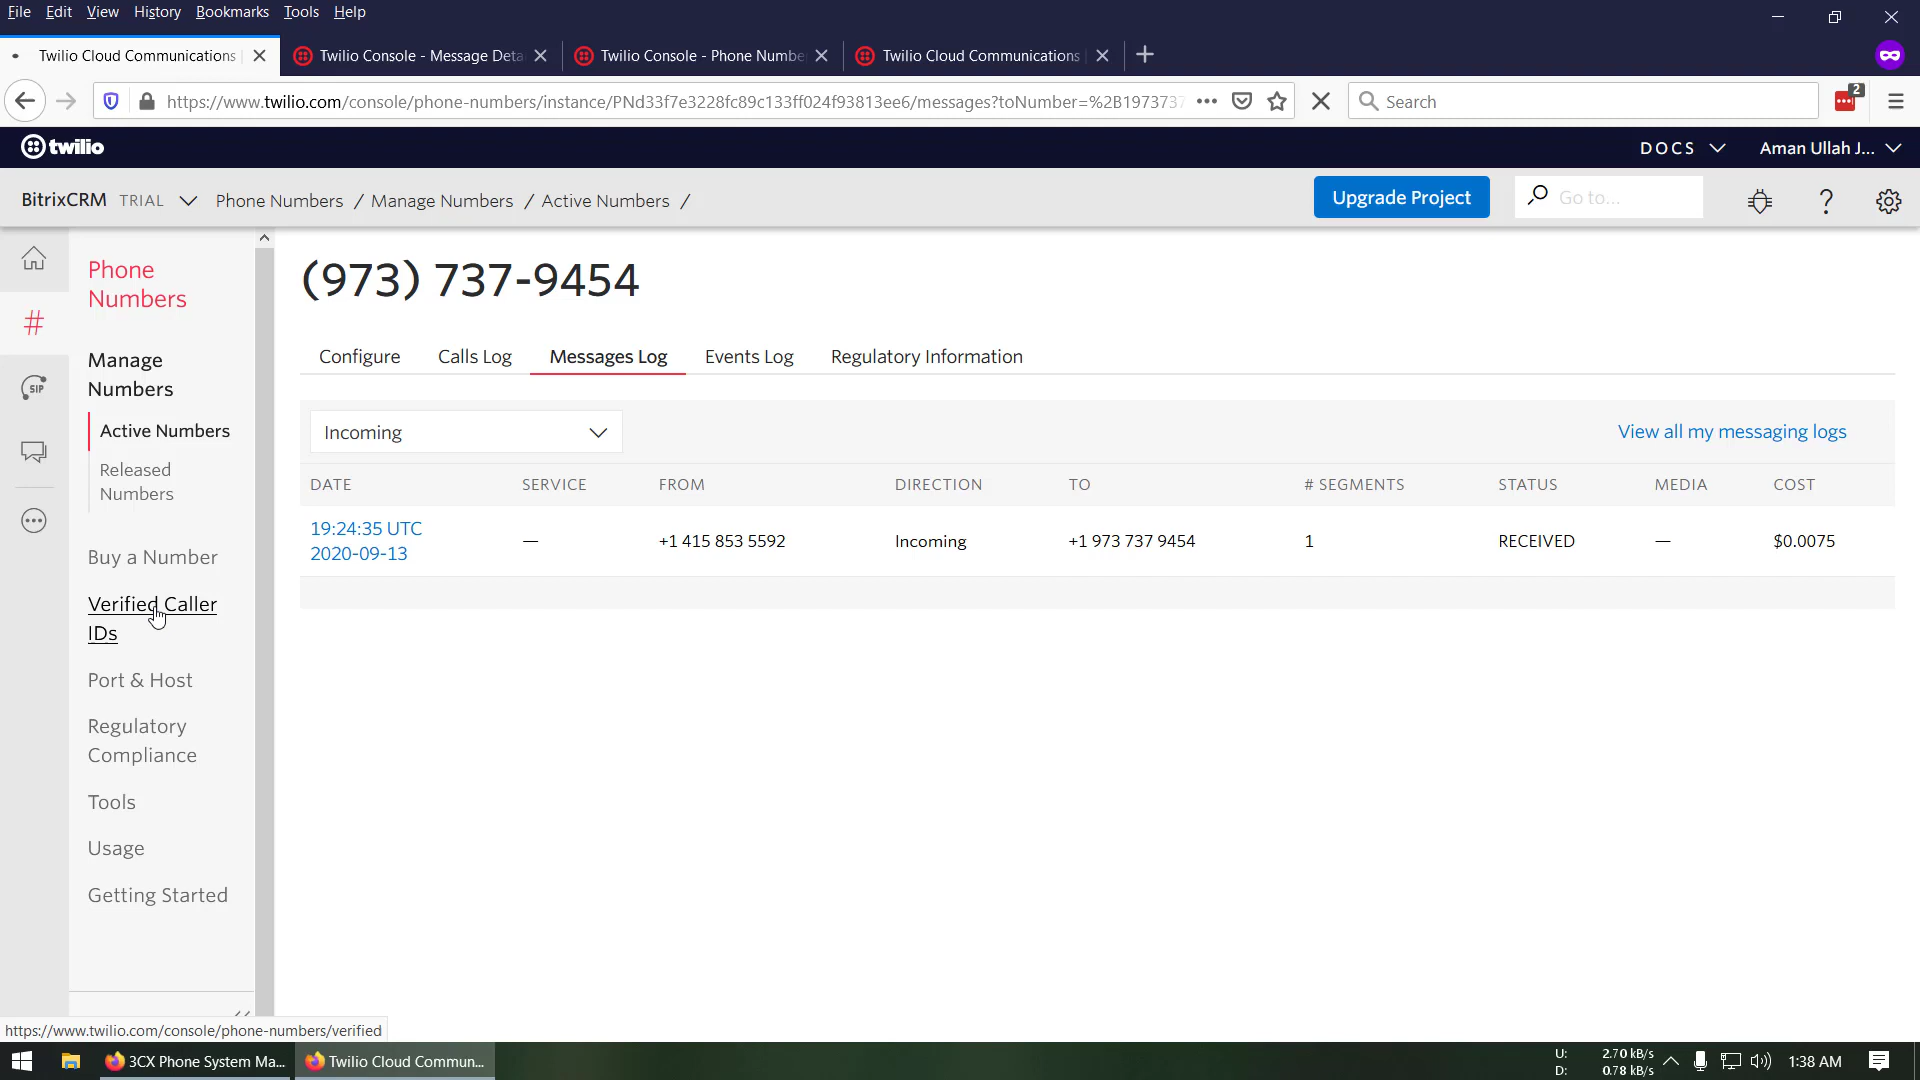 File Edit View History Bookmarks Tools Help
Twilio Cloud Communications
Twilio Console - Message Deta
Twilio Console - Phone Numbe
Twilio Cloud Communications
https://www.twilio.com/console/phone-numbers/instance/PNd33f7e3228fc89c133ff024f93813ee6/messages?toNumber=%2B1973737
Search
2
twilio
DOCS
Aman Ullah J...
BitrixCRM TRIAL
Phone Numbers / Manage Numbers / Active Numbers /
Upgrade Project
Go to...
Phone
Numbers
Manage
Numbers
Active Numbers
Released
Numbers
Buy a Number
Verified Caller
IDs
Port & Host
Regulatory
Compliance
Tools
Usage
Getting Started
SIP
(973) 737-9454
Configure Calls Log Messages Log Events Log Regulatory Information
Incoming
View all my messaging logs
DATE SERVICE FROM DIRECTION TO # SEGMENTS STATUS MEDIA COST
19:24:35 UTC
2020-09-13
— +1 415 853 5592 Incoming +1 973 737 9454 1 RECEIVED — $0.0075
https://www.twilio.com/console/phone-numbers/verified
3CX Phone System Ma...
Twilio Cloud Commun...
U: 2.70 kB/s
D: 0.78 kB/s
1:38 AM